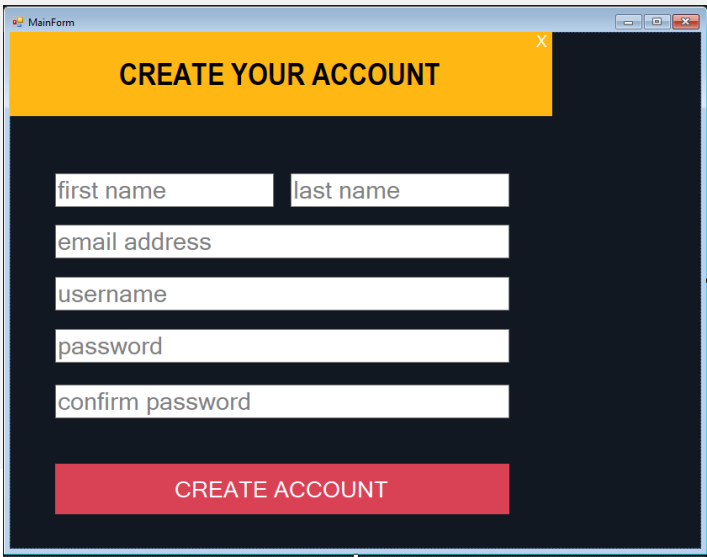 MainForm
X
CREATE YOUR ACCOUNT
first name last name
email address
username
password
confirm password
CREATE ACCOUNT